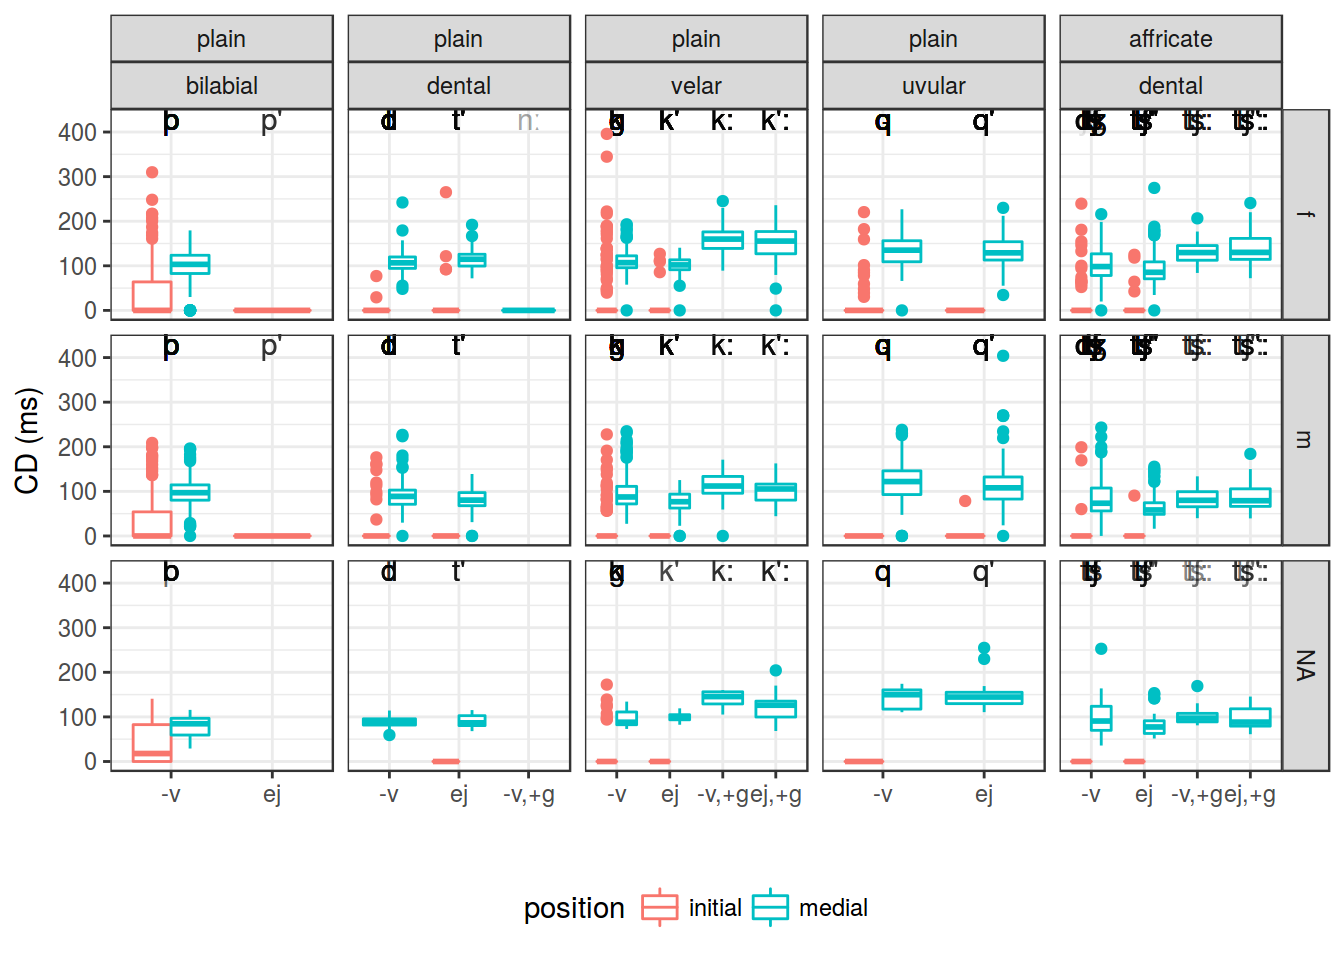 plain plain plain plain affricate
bilabial dental velar uvular dental
CD (ms)
400 p' t' n: k' k: k': q q' f
300
200
100
0
400 p' t' k' k: k': q q' m
300
200
100
0
400 t' k' k: k': q q' NA
300
200
100
0
-v ej -v ej -v,+g -v ej -v,+g ej,+g -v ej -v ej -v,+g ej,+g
position initial medial